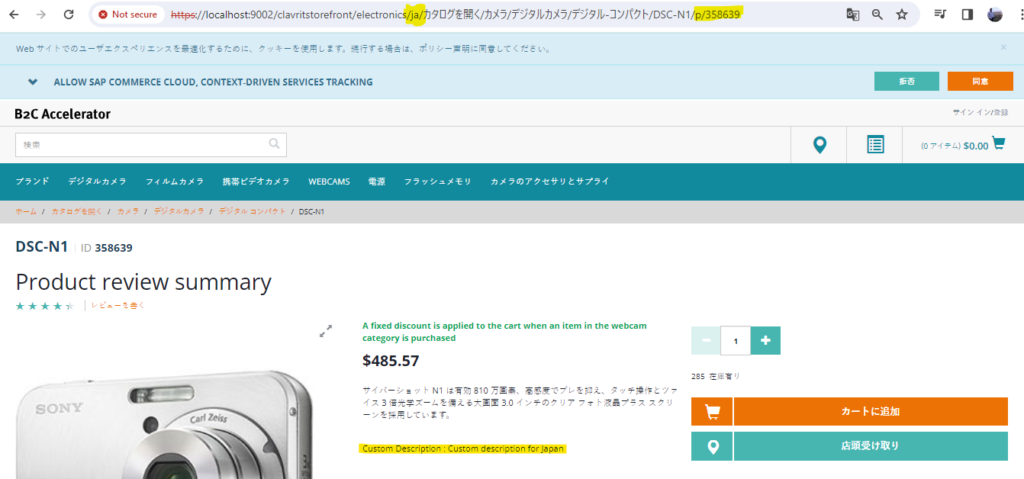 Not secure
https://localhost:9002/clavritstorefront/electronics/ja/カタログを開く/カメラ/デジタルカメラ/デジタル-コンパクト/DSC-N1/p/358639
Web サイトでのユーザエクスペリエンスを最適化するために、クッキーを使用します。続行する場合は、ポリシー声明に同意してください。
ALLOW SAP COMMERCE CLOUD, CONTEXT-DRIVEN SERVICES TRACKING
拒否
同意
B2C Accelerator
サイン イン/登録
検索
(0 アイテム) $0.00
ブランド デジタルカメラ フィルムカメラ 携帯ビデオカメラ WEBCAMS 電源 フラッシュメモリ カメラのアクセサリとサプライ
ホーム / カタログを開く / カメラ / デジタルカメラ / デジタル コンパクト / DSC-N1
DSC-N1 | ID 358639
Product review summary
レビューを書く
A fixed discount is applied to the cart when an item in the webcam
category is purchased
$485.57
サイバーショット N1 は有効 810 万画素、高感度でブレを抑え、タッチ操作とツァ
イス 3 倍光学ズームを備える大画面 3.0 インチのクリア フォト液晶プラス スクリ
ーンを採用しています。
Custom Description : Custom description for Japan
1
285 在庫有り
カートに追加
店頭受け取り
SONY
Carl Zeiss